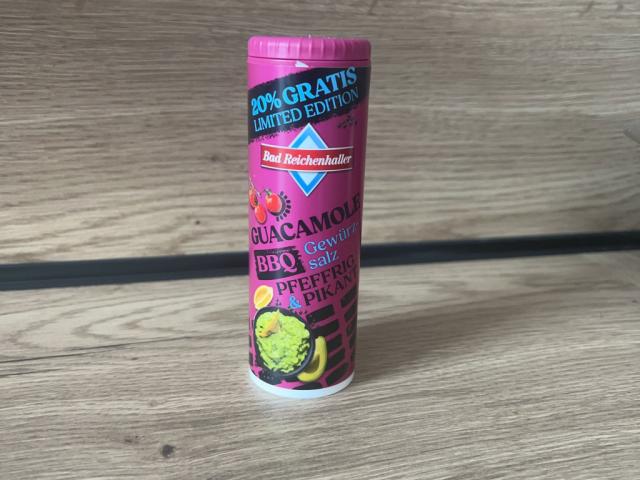 20% GRATIS
LIMITED EDITION
Bad Reichenhaller
GUACAMOLE
BBQ Gewürz-
salz
PFEFFRIG
& PIKANT